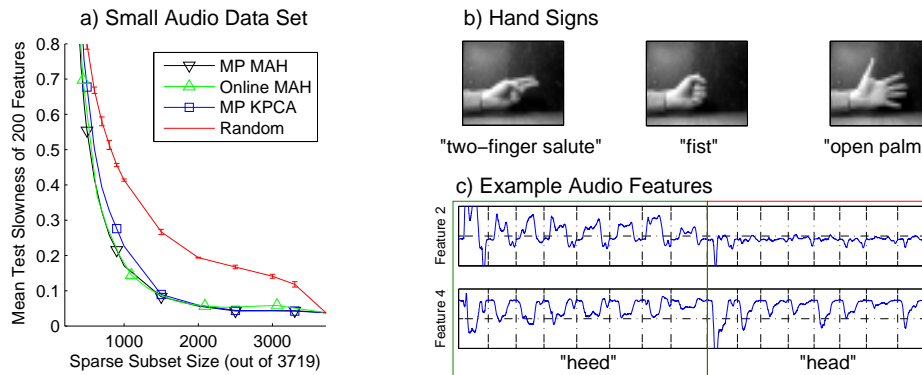 a) Small Audio Data Set
0.8
0.7
0.6
0.5
0.4
0.3
0.2
0.1
0
Mean Test Slowness of 200 Features
MP MAH
Online MAH
MP KPCA
Random
1000 2000 3000
Sparse Subset Size (out of 3719)
b) Hand Signs
"two−finger salute" "fist" "open palm
c) Example Audio Features
Feature 2
Feature 4
"heed" "head"